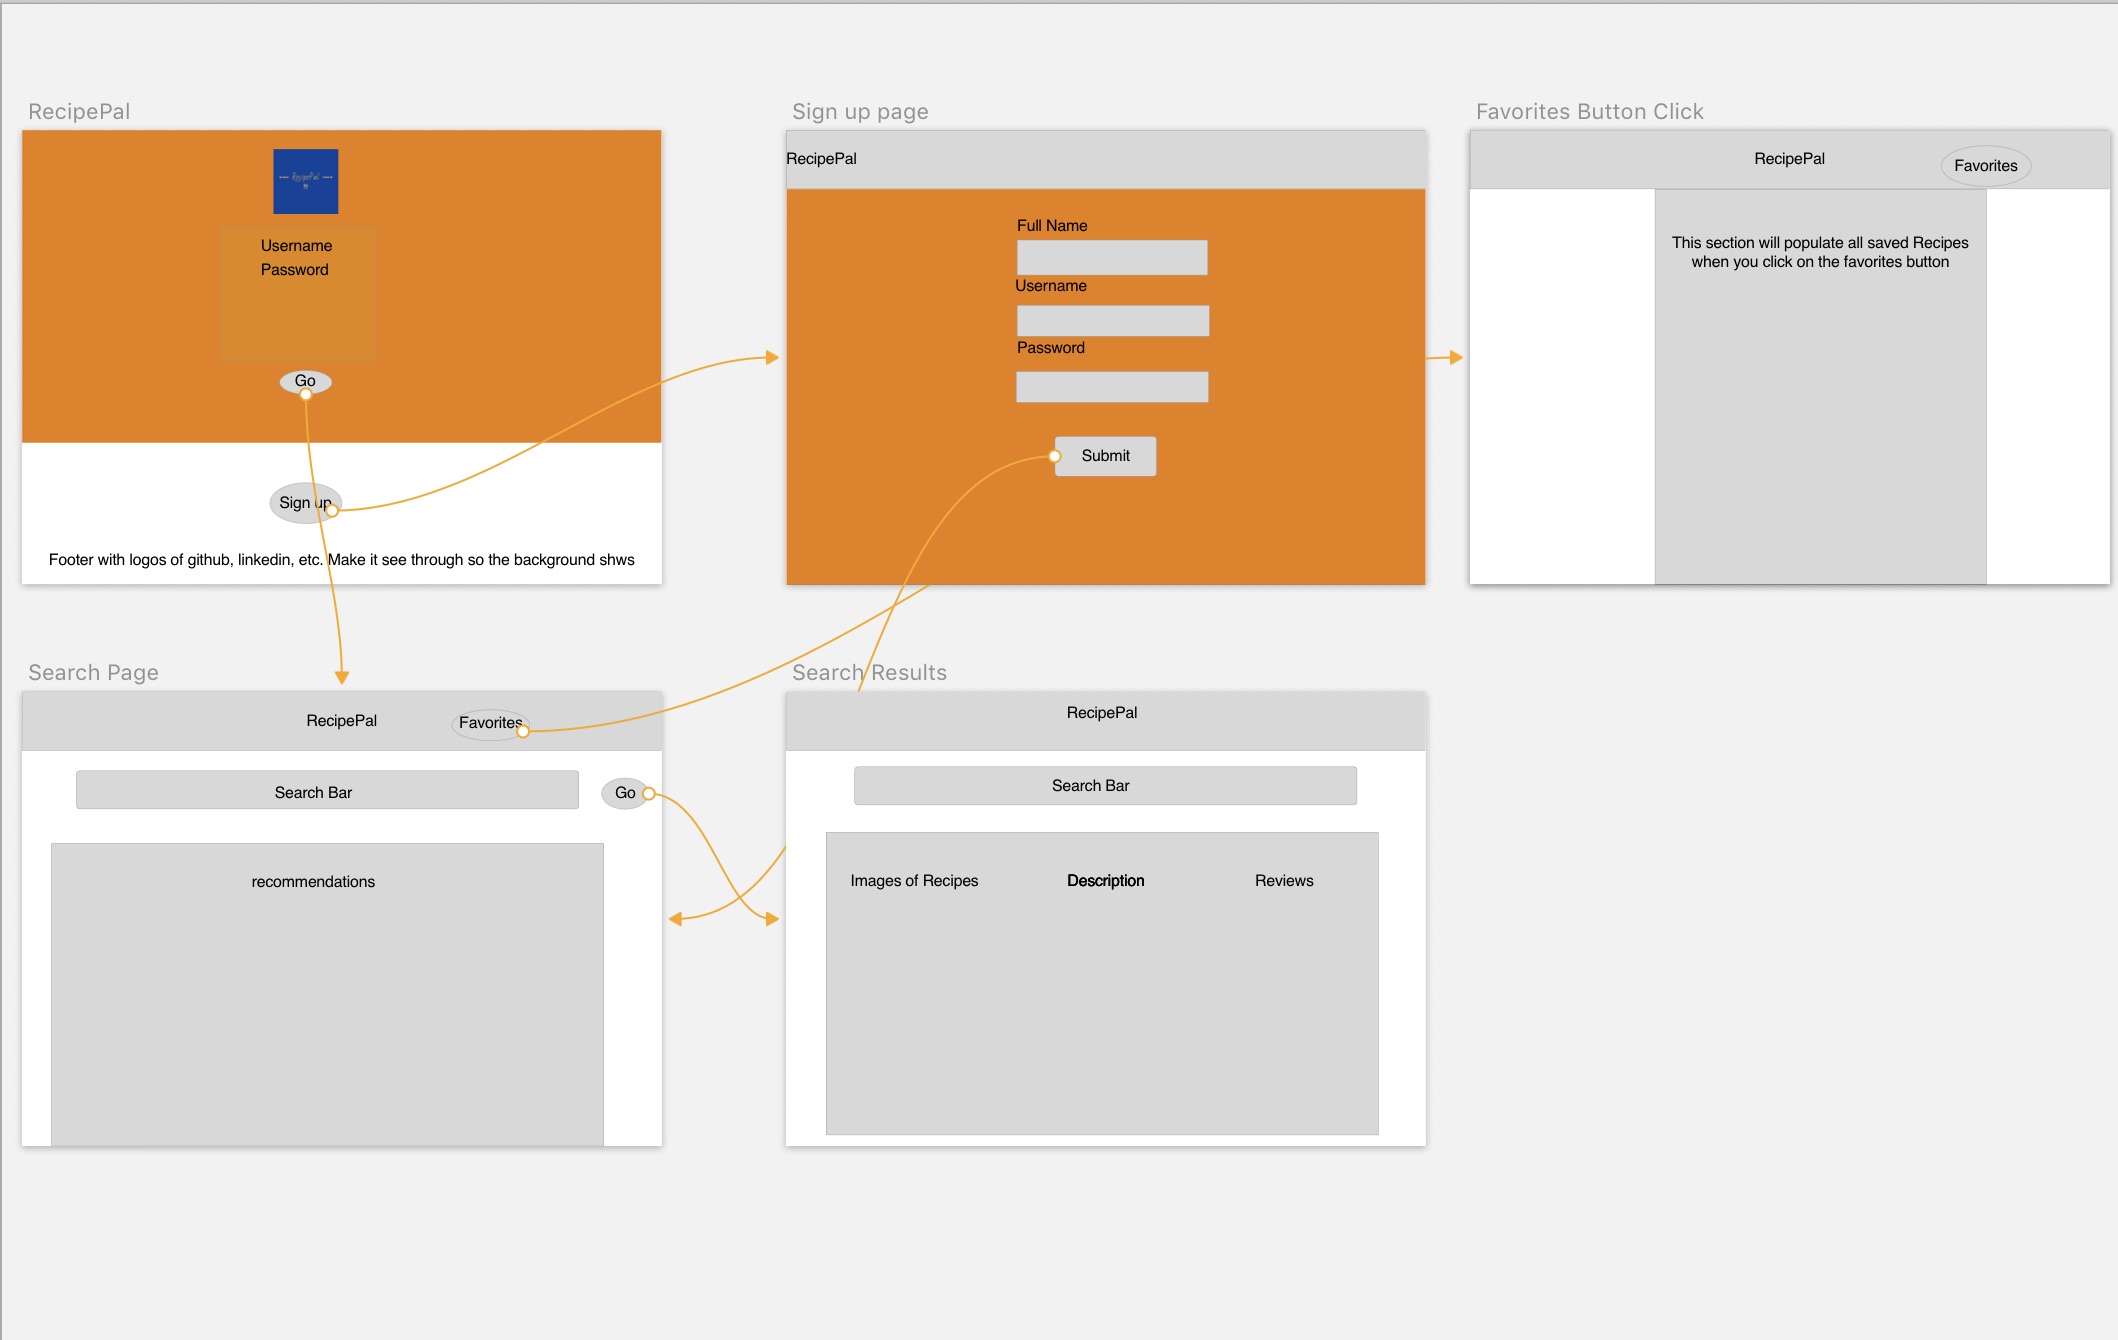 RecipePal
RecipePal
Username
Password
Go
Sign up
Footer with logos of github, linkedin, etc. Make it see through so the background shws
Sign up page
RecipePal
Full Name
Username
Password
Submit
Favorites Button Click
RecipePal
Favorites
This section will populate all saved Recipes
when you click on the favorites button
Search Page
RecipePal
Favorites
Search Bar
Go
recommendations
Search Results
RecipePal
Search Bar
Images of Recipes
Description
Reviews